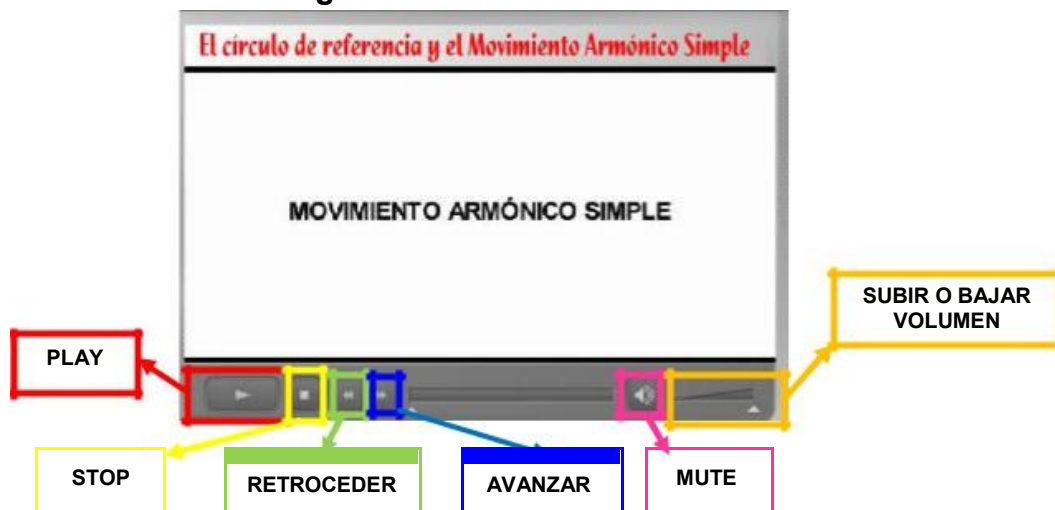 El círculo de referencia y el Movimiento Armónico Simple
MOVIMIENTO ARMÓNICO SIMPLE
SUBIR O BAJAR
VOLUMEN
PLAY
STOP
RETROCEDER
AVANZAR
MUTE